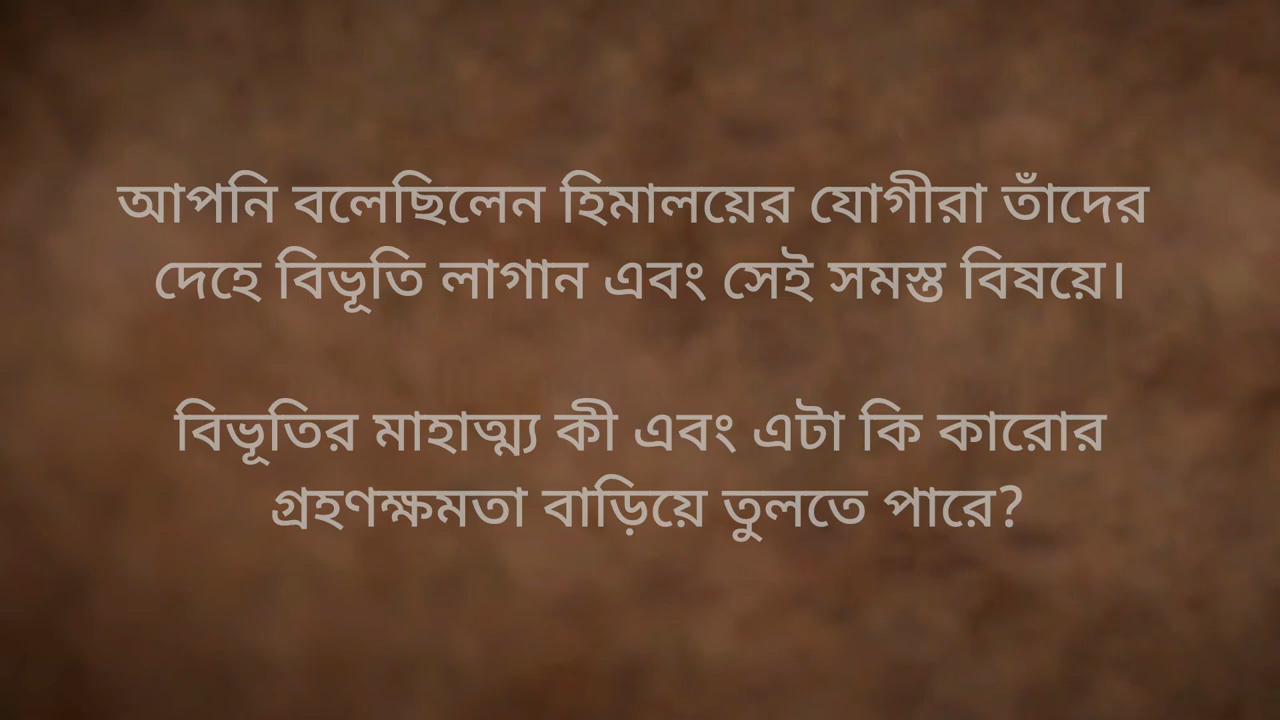 আপনি বলেছিলেন হিমালয়ের যোগীরা তাঁদের
দেহে বিভূতি লাগান এবং সেই সমস্ত বিষয়ে।
বিভূতির মাহাত্ম্য কী এবং এটা কি কারোর
গ্রহণক্ষমতা বাড়িয়ে তুলতে পারে?